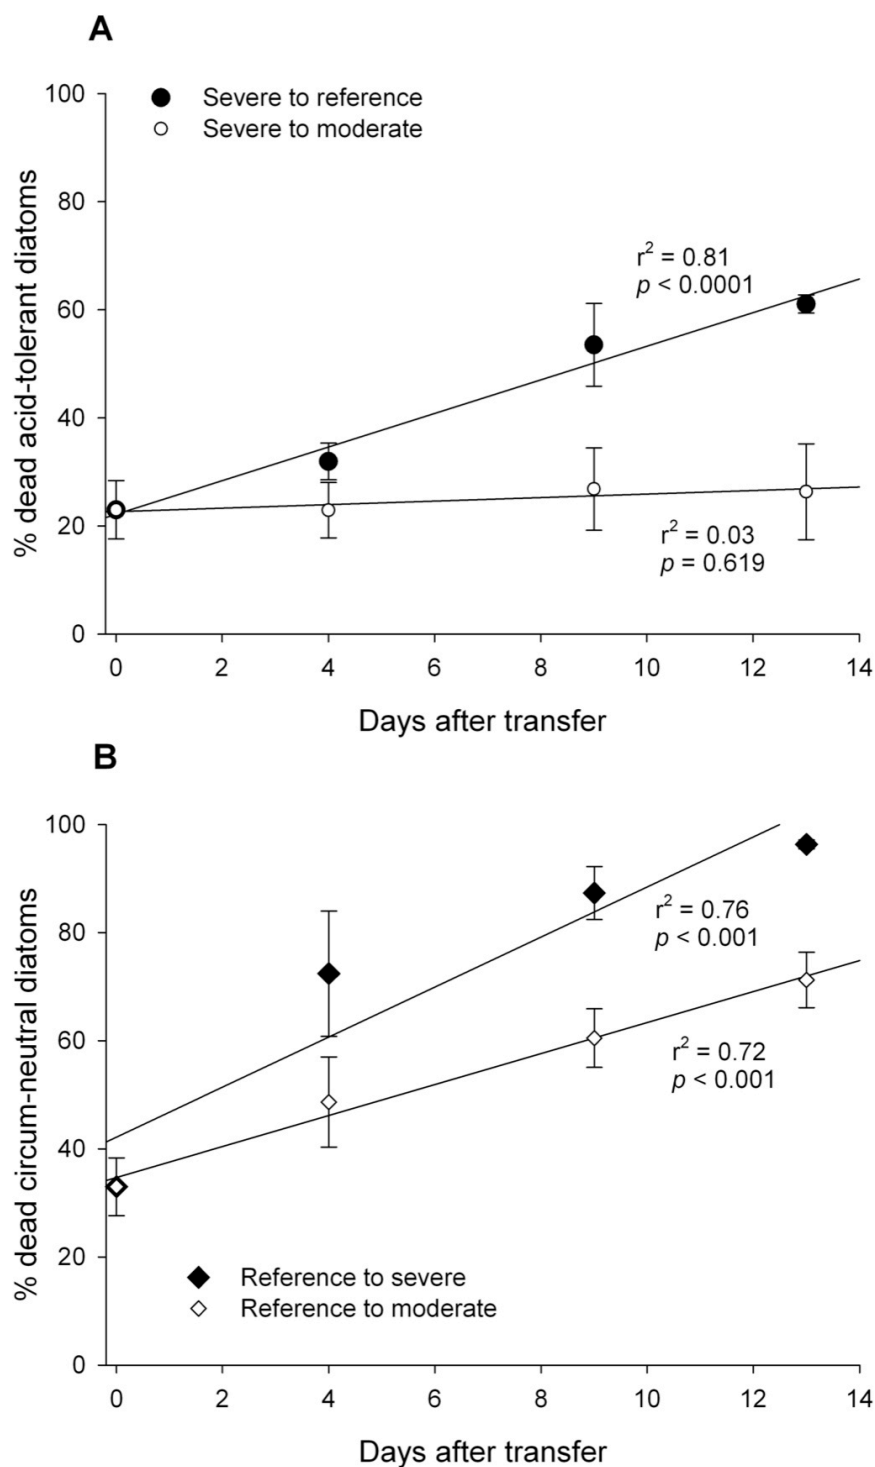 A
Severe to reference
Severe to moderate
% dead acid-tolerant diatoms
100
80
60
40
20
0
r² = 0.81
p < 0.0001
r² = 0.03
p = 0.619
0 2 4 6 8 10 12 14
Days after transfer
B
% dead circum-neutral diatoms
100
80
60
40
20
0
r² = 0.76
p < 0.001
r² = 0.72
p < 0.001
Reference to severe
Reference to moderate
0 2 4 6 8 10 12 14
Days after transfer